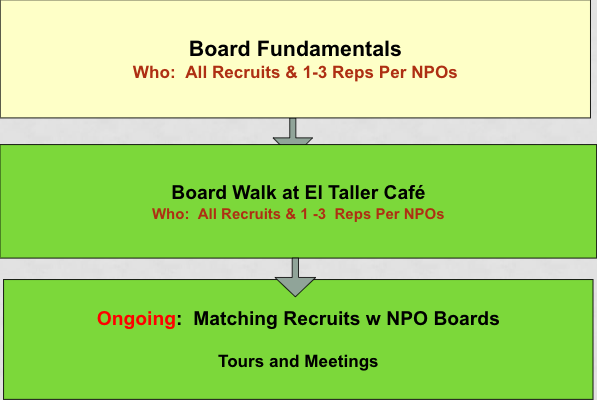 Board Fundamentals
Who:  All Recruits & 1-3 Reps Per NPOs
Board Walk at El Taller Café
Who:  All Recruits & 1 -3  Reps Per NPOs
Ongoing:  Matching Recruits w NPO Boards
Tours and Meetings